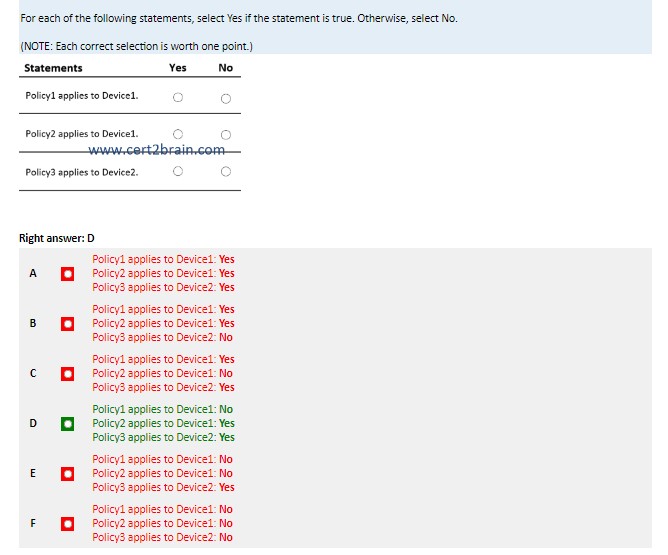 For each of the following statements, select Yes if the statement is true. Otherwise, select No.
(NOTE: Each correct selection is worth one point.)
Statements Yes No
Policy1 applies to Device1.
Policy2 applies to Device1.
www.cert2brain.com
Policy3 applies to Device2.
Right answer: D
Policy1 applies to Device1: Yes
A Policy2 applies to Device1: Yes
Policy3 applies to Device2: Yes
Policy1 applies to Device1: Yes
B Policy2 applies to Device1: Yes
Policy3 applies to Device2: No
Policy1 applies to Device1: Yes
C Policy2 applies to Device1: No
Policy3 applies to Device2: Yes
Policy1 applies to Device1: No
D Policy2 applies to Device1: Yes
Policy3 applies to Device2: Yes
Policy1 applies to Device1: No
E Policy2 applies to Device1: No
Policy3 applies to Device2: Yes
Policy1 applies to Device1: No
F Policy2 applies to Device1: No
Policy3 applies to Device2: No